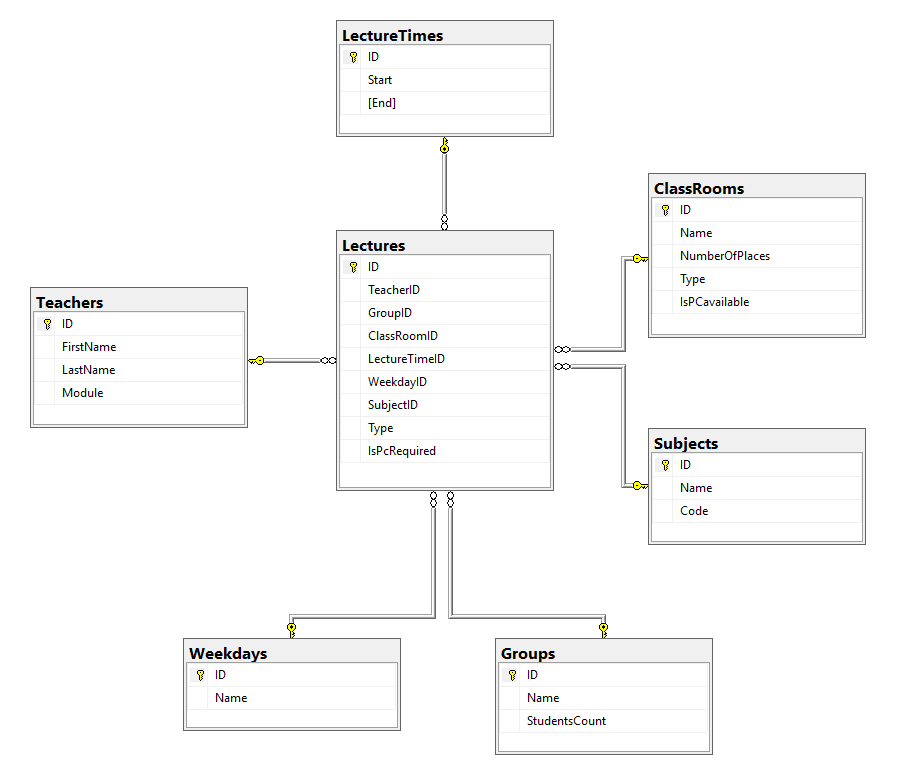 LectureTimes
ID
Start
[End]
ClassRooms
ID
Name
NumberOfPlaces
Type
IsPCavailable
Lectures
ID
TeacherID
GroupID
ClassRoomID
LectureTimeID
WeekdayID
SubjectID
Type
IsPcRequired
Teachers
ID
FirstName
LastName
Module
Subjects
ID
Name
Code
Weekdays
ID
Name
Groups
ID
Name
StudentsCount